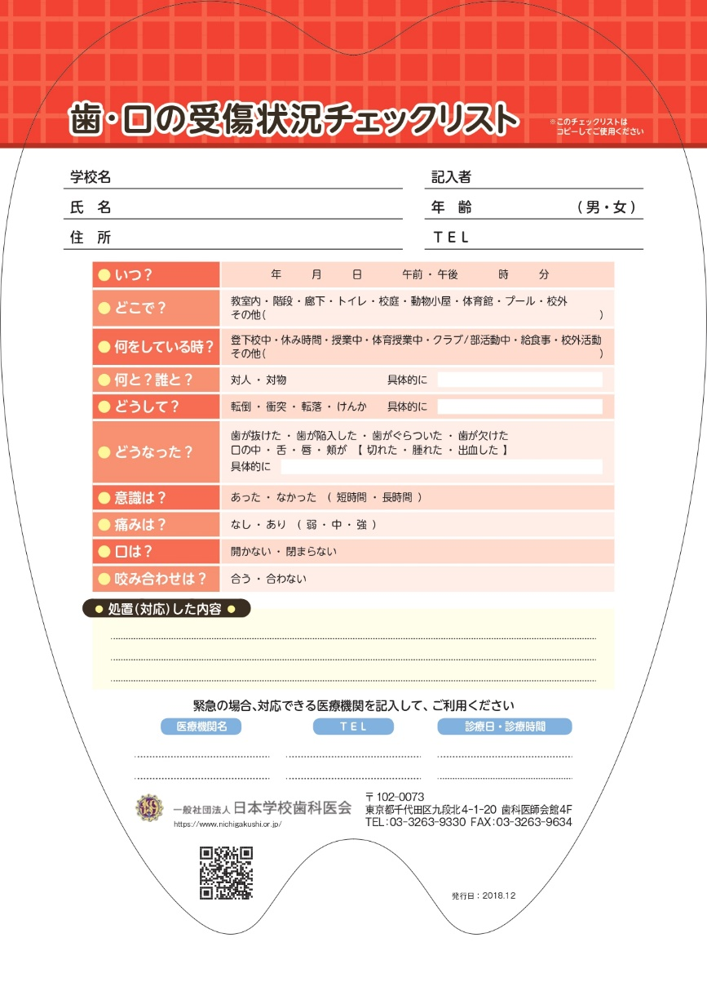 歯・口の受傷状況チェックリスト
※このチェックリストは
コピーしてご使用ください
学校名
記入者
氏 名
年 齢 (男・女)
住 所
TEL
いつ？ 年 月 日 午前・午後 時 分
どこで？ 教室内・階段・廊下・トイレ・校庭・動物小屋・体育館・プール・校外
その他( )
何をしている時？ 登下校中・休み時間・授業中・体育授業中・クラブ/部活動中・給食事・校外活動
その他( )
何と？誰と？ 対人・対物 具体的に
どうして？ 転倒・衝突・転落・けんか 具体的に
どうなった？ 歯が抜けた・歯が陥入した・歯がぐらついた・歯が欠けた
口の中・舌・唇・頬が【切れた・腫れた・出血した】
具体的に
意識は？ あった・なかった (短時間・長時間)
痛みは？ なし・あり (弱・中・強)
口は？ 開かない・閉まらない
咬み合わせは？ 合う・合わない
処置(対応)した内容
緊急の場合、対応できる医療機関を記入して、ご利用ください
医療機関名 TEL 診療日・診療時間
一般社団法人 日本学校歯科医会
https://www.nichigakushi.or.jp/
〒102-0073
東京都千代田区九段北4-1-20 歯科医師会館4F
TEL：03-3263-9330 FAX：03-3263-9634
発行日：2018.12